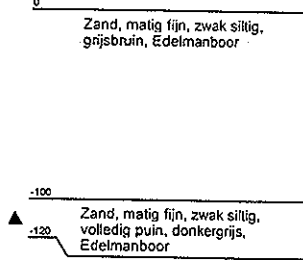 0
Zand, matig fijn, zwak siltig,
grijsbruin, Edelmanboor
-100
Zand, matig fijn, zwak siltig,
volledig puin, donkergrijs,
-120
Edelmanboor